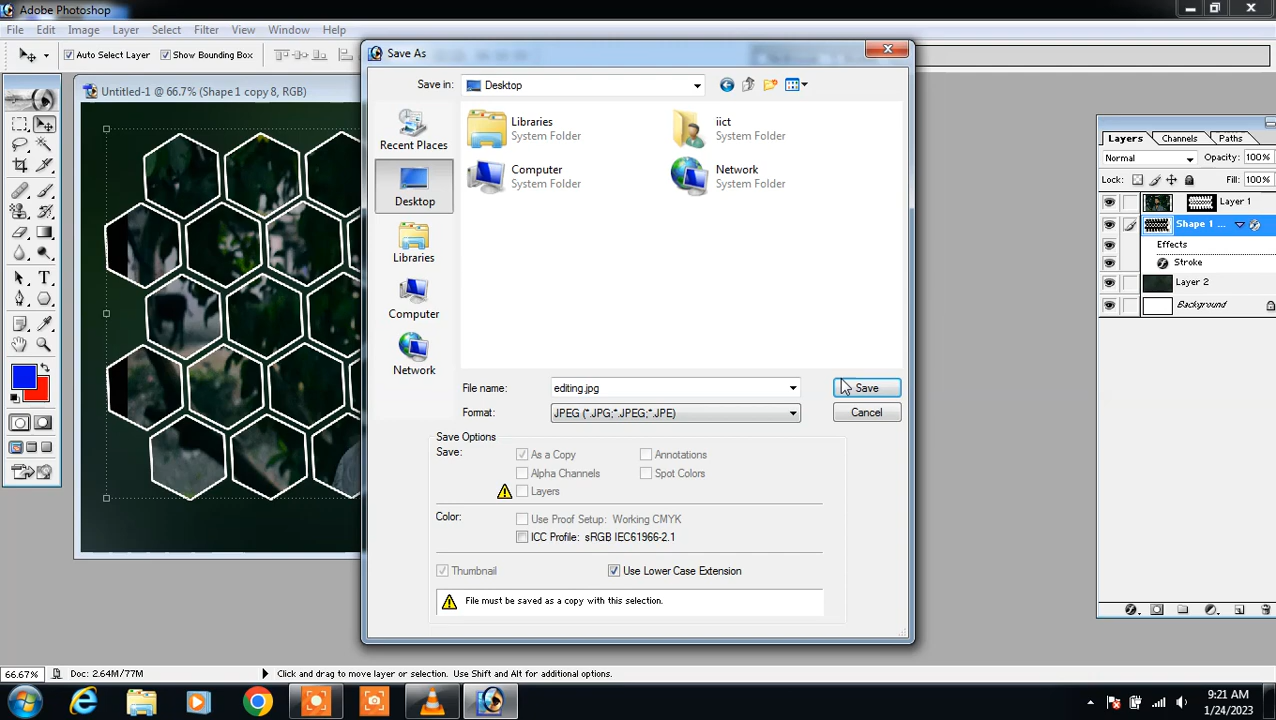 Adobe Photoshop
File Edit Image Layer Select Filter View Window Help
Auto Select Layer Show Bounding Box
Untitled-1 @ 66.7% (Shape 1 copy 8, RGB)
Save As
Save in: Desktop
Recent Places
Desktop
Libraries
Computer
Network
Libraries
System Folder
iict
System Folder
Computer
System Folder
Network
System Folder
File name: editing.jpg Save
Format: JPEG (*.JPG;*.JPEG;*.JPE) Cancel
Save Options
Save: As a Copy Annotations
Alpha Channels Spot Colors
Layers
Color: Use Proof Setup: Working CMYK
ICC Profile: sRGB IEC61966-2.1
Thumbnail Use Lower Case Extension
File must be saved as a copy with this selection.
Layers Channels Paths
Normal Opacity: 100%
Lock: Fill: 100%
Layer 1
Shape 1 ...
Effects
Stroke
Layer 2
Background
66.67% Doc: 2.64M/77M Click and drag to move layer or selection. Use Shift and Alt for additional options.
9:21 AM
1/24/2023